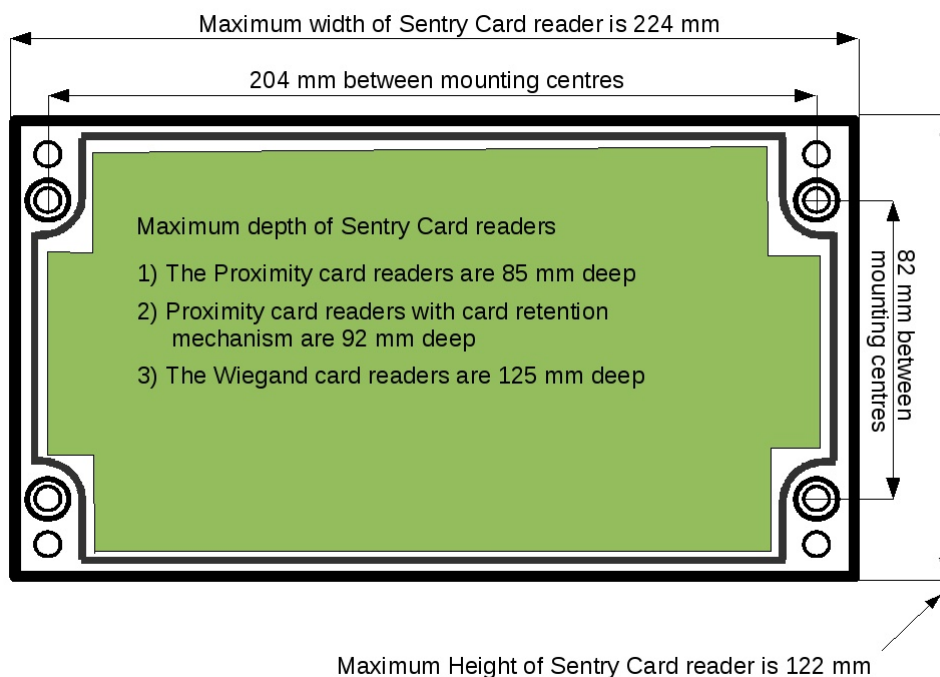 Maximum width of Sentry Card reader is 224 mm
204 mm between mounting centres
Maximum depth of Sentry Card readers
1) The Proximity card readers are 85 mm deep
2) Proximity card readers with card retention
mechanism are 92 mm deep
3) The Wiegand card readers are 125 mm deep
82 mm between
mounting centres
Maximum Height of Sentry Card reader is 122 mm